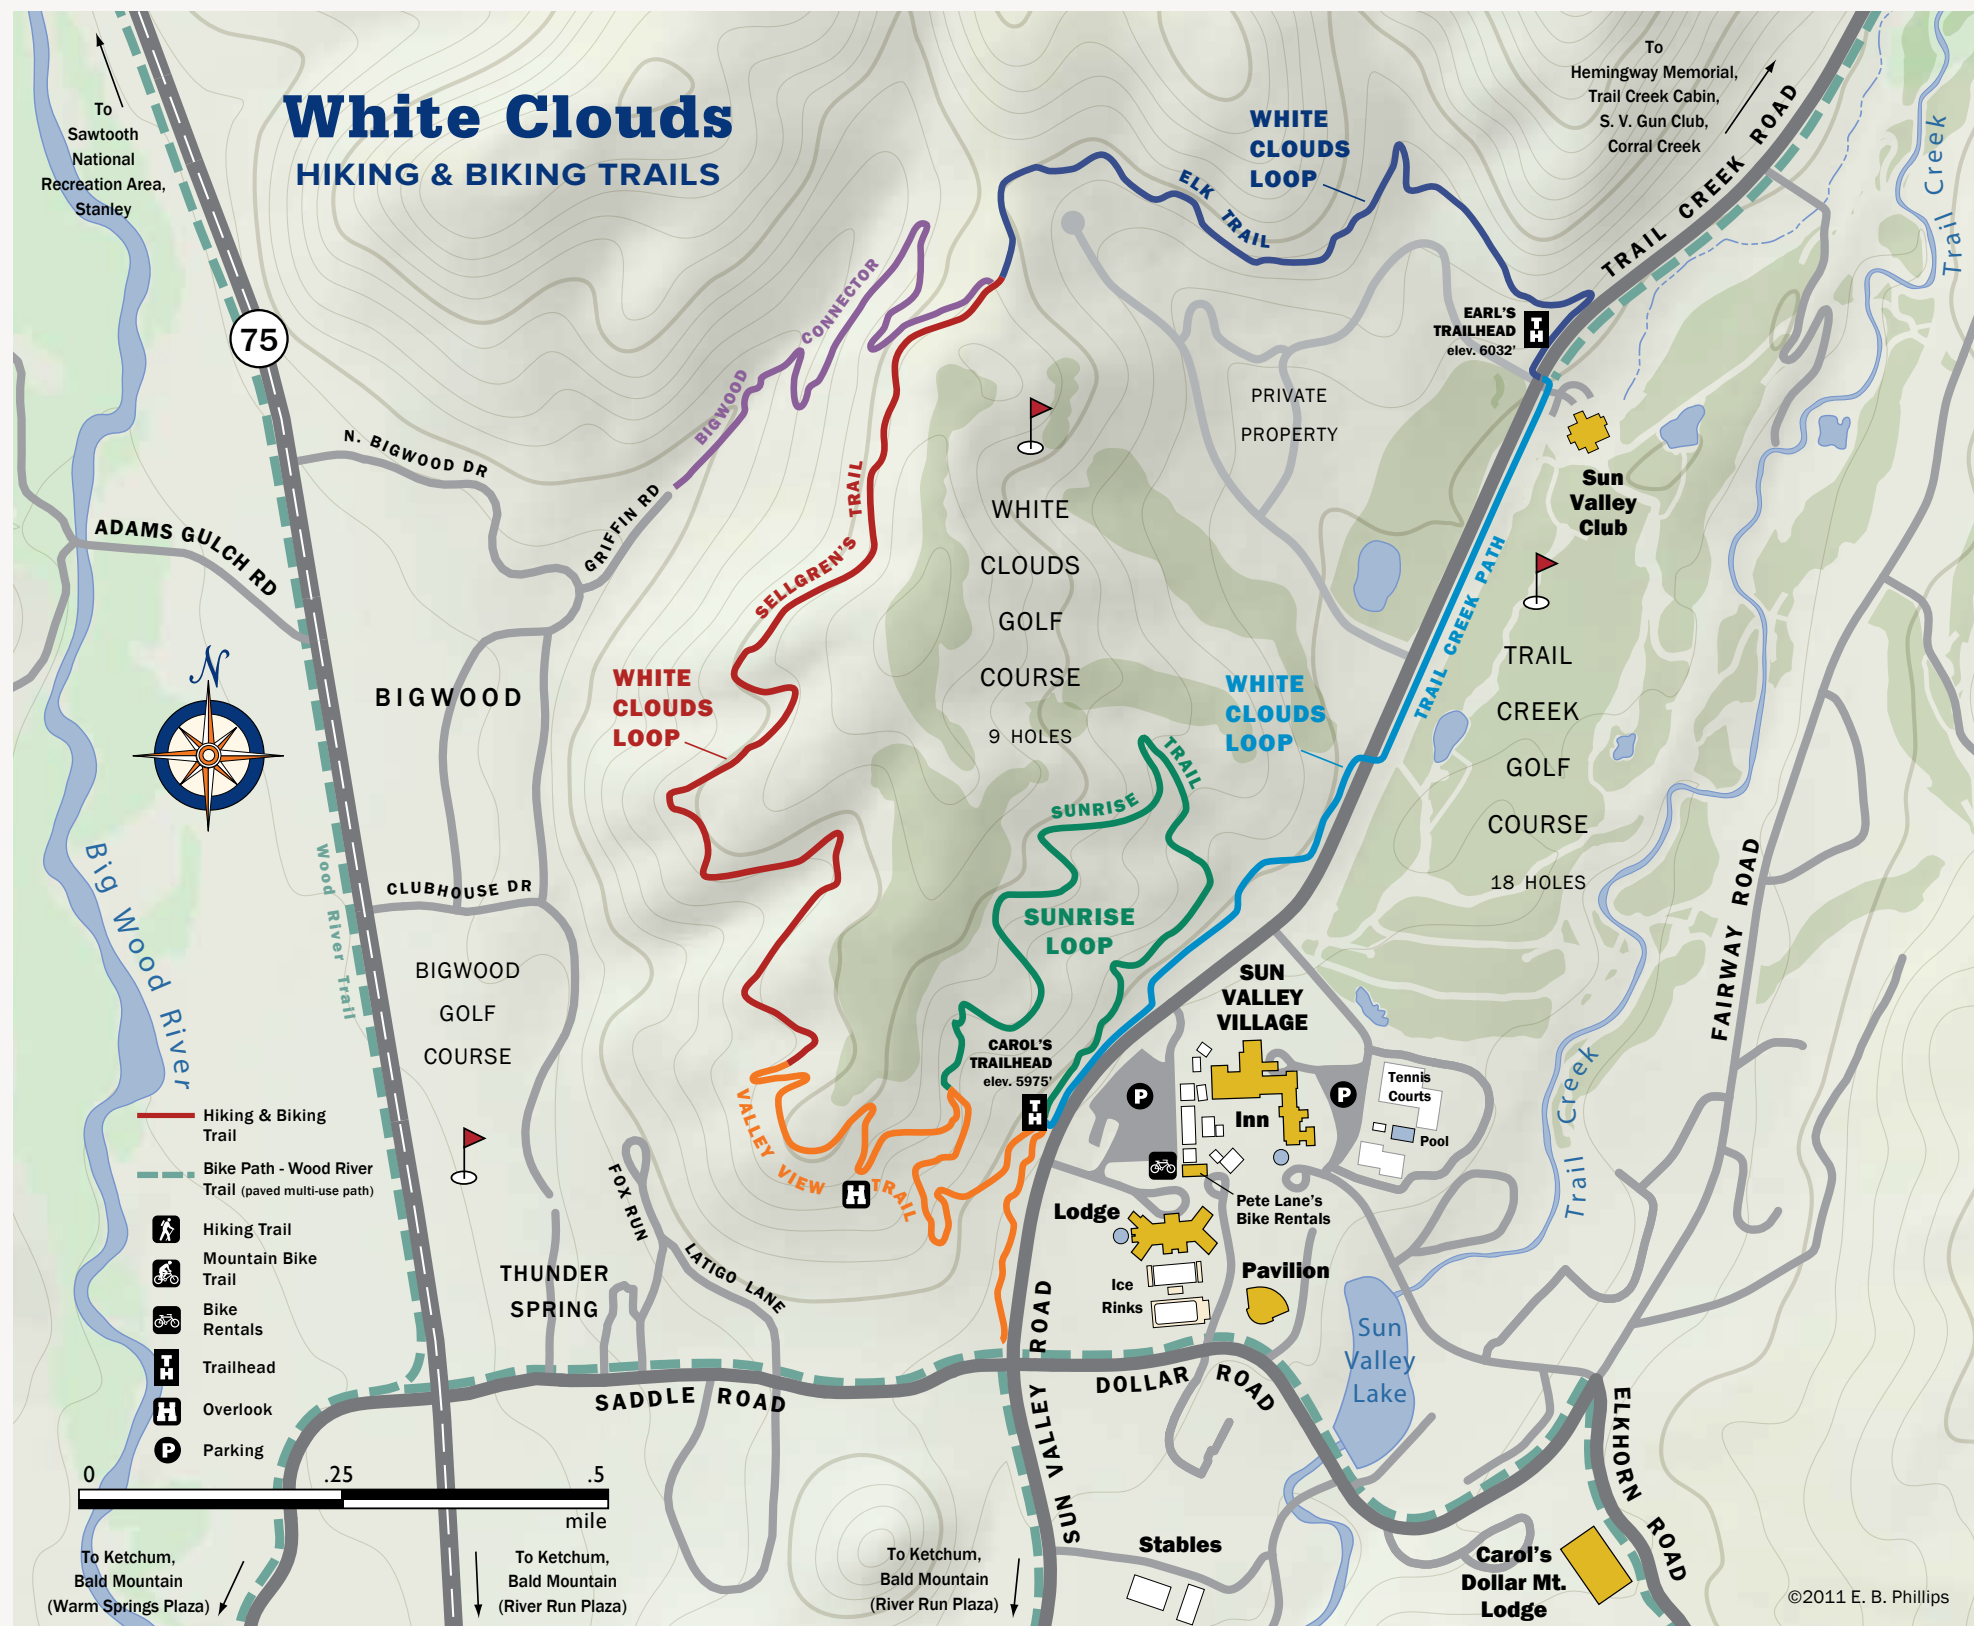 White Clouds
HIKING & BIKING TRAILS
To
Sawtooth
National
Recreation Area,
Stanley
To
Hemingway Memorial,
Trail Creek Cabin,
S. V. Gun Club,
Corral Creek
TRAIL CREEK ROAD
Trail Creek
Trail Creek
WHITE
CLOUDS
LOOP
ELK TRAIL
EARL'S
TRAILHEAD
elev. 6032'
TH
75
BIGWOOD CONNECTOR
N. BIGWOOD DR
GRIFFIN RD
ADAMS GULCH RD
PRIVATE
PROPERTY
Sun
Valley
Club
SELLGREN'S TRAIL
WHITE
CLOUDS
GOLF
COURSE
9 HOLES
TRAIL CREEK PATH
TRAIL
CREEK
GOLF
COURSE
18 HOLES
N
BIGWOOD
WHITE
CLOUDS
LOOP
WHITE
CLOUDS
LOOP
SUNRISE TRAIL
SUNRISE
LOOP
Big Wood River
Wood River Trail
CLUBHOUSE DR
BIGWOOD
GOLF
COURSE
FAIRWAY ROAD
SUN
VALLEY
VILLAGE
CAROL'S
TRAILHEAD
elev. 5975'
TH
P
P
Inn
Tennis
Courts
Pool
Trail Creek
VALLEY VIEW TRAIL
H
Pete Lane's
Bike Rentals
Lodge
Ice
Rinks
Pavilion
FOX RUN
LATIGO LANE
THUNDER
SPRING
Hiking & Biking
Trail
Bike Path - Wood River
Trail (paved multi-use path)
Hiking Trail
Mountain Bike
Trail
Bike
Rentals
TH
Trailhead
H
Overlook
P
Parking
0 .25 .5
mile
SADDLE ROAD
SUN VALLEY ROAD
DOLLAR ROAD
Sun
Valley
Lake
ELKHORN ROAD
Stables
Carol's
Dollar Mt.
Lodge
To Ketchum,
Bald Mountain
(Warm Springs Plaza)
To Ketchum,
Bald Mountain
(River Run Plaza)
To Ketchum,
Bald Mountain
(River Run Plaza)
©2011 E. B. Phillips